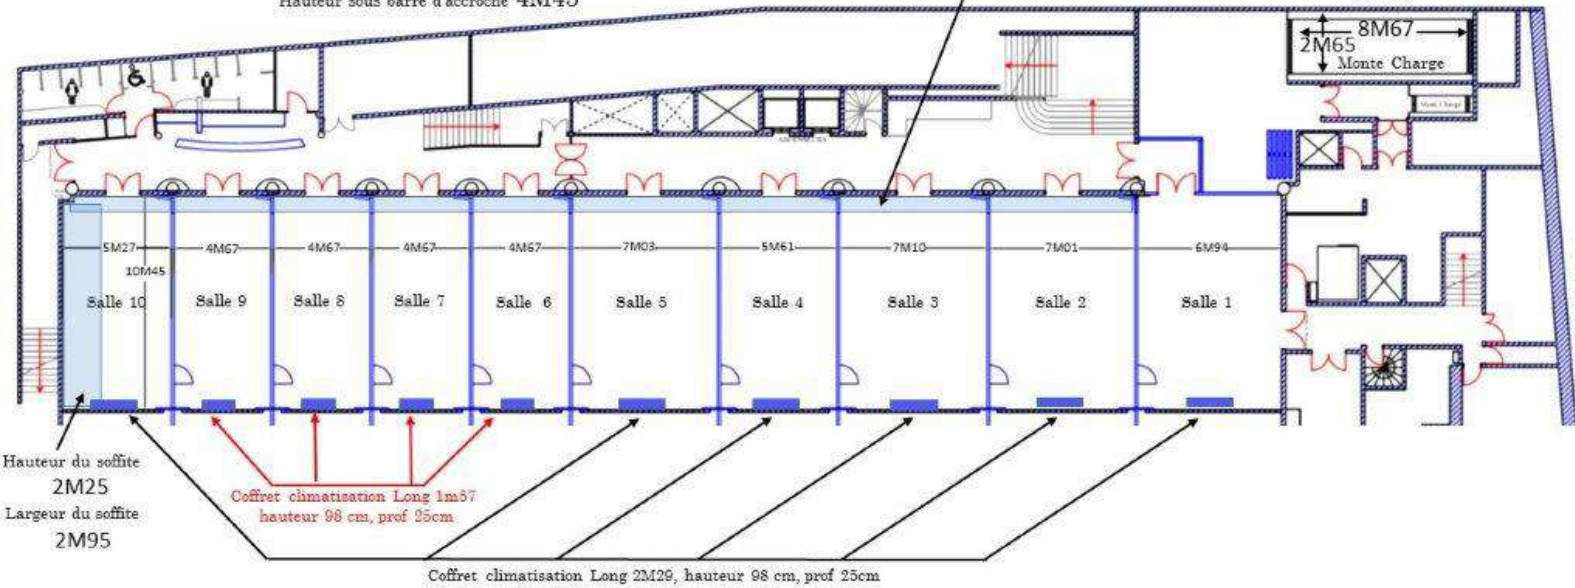 Hauteur sous barre d'accroche 4M45
8M67
2M65
Monte Charge
Mont Charge
5M27
4M67
4M67
4M67
4M67
7M03
5M61
7M10
7M01
6M94
10M45
Salle 10
Salle 9
Salle 8
Salle 7
Salle 6
Salle 5
Salle 4
Salle 3
Salle 2
Salle 1
Hauteur du soffite
2M25
Largeur du soffite
2M95
Coffret climatisation Long 1m87
hauteur 98 cm, prof 25cm
Coffret climatisation Long 2M29, hauteur 98 cm, prof 25cm